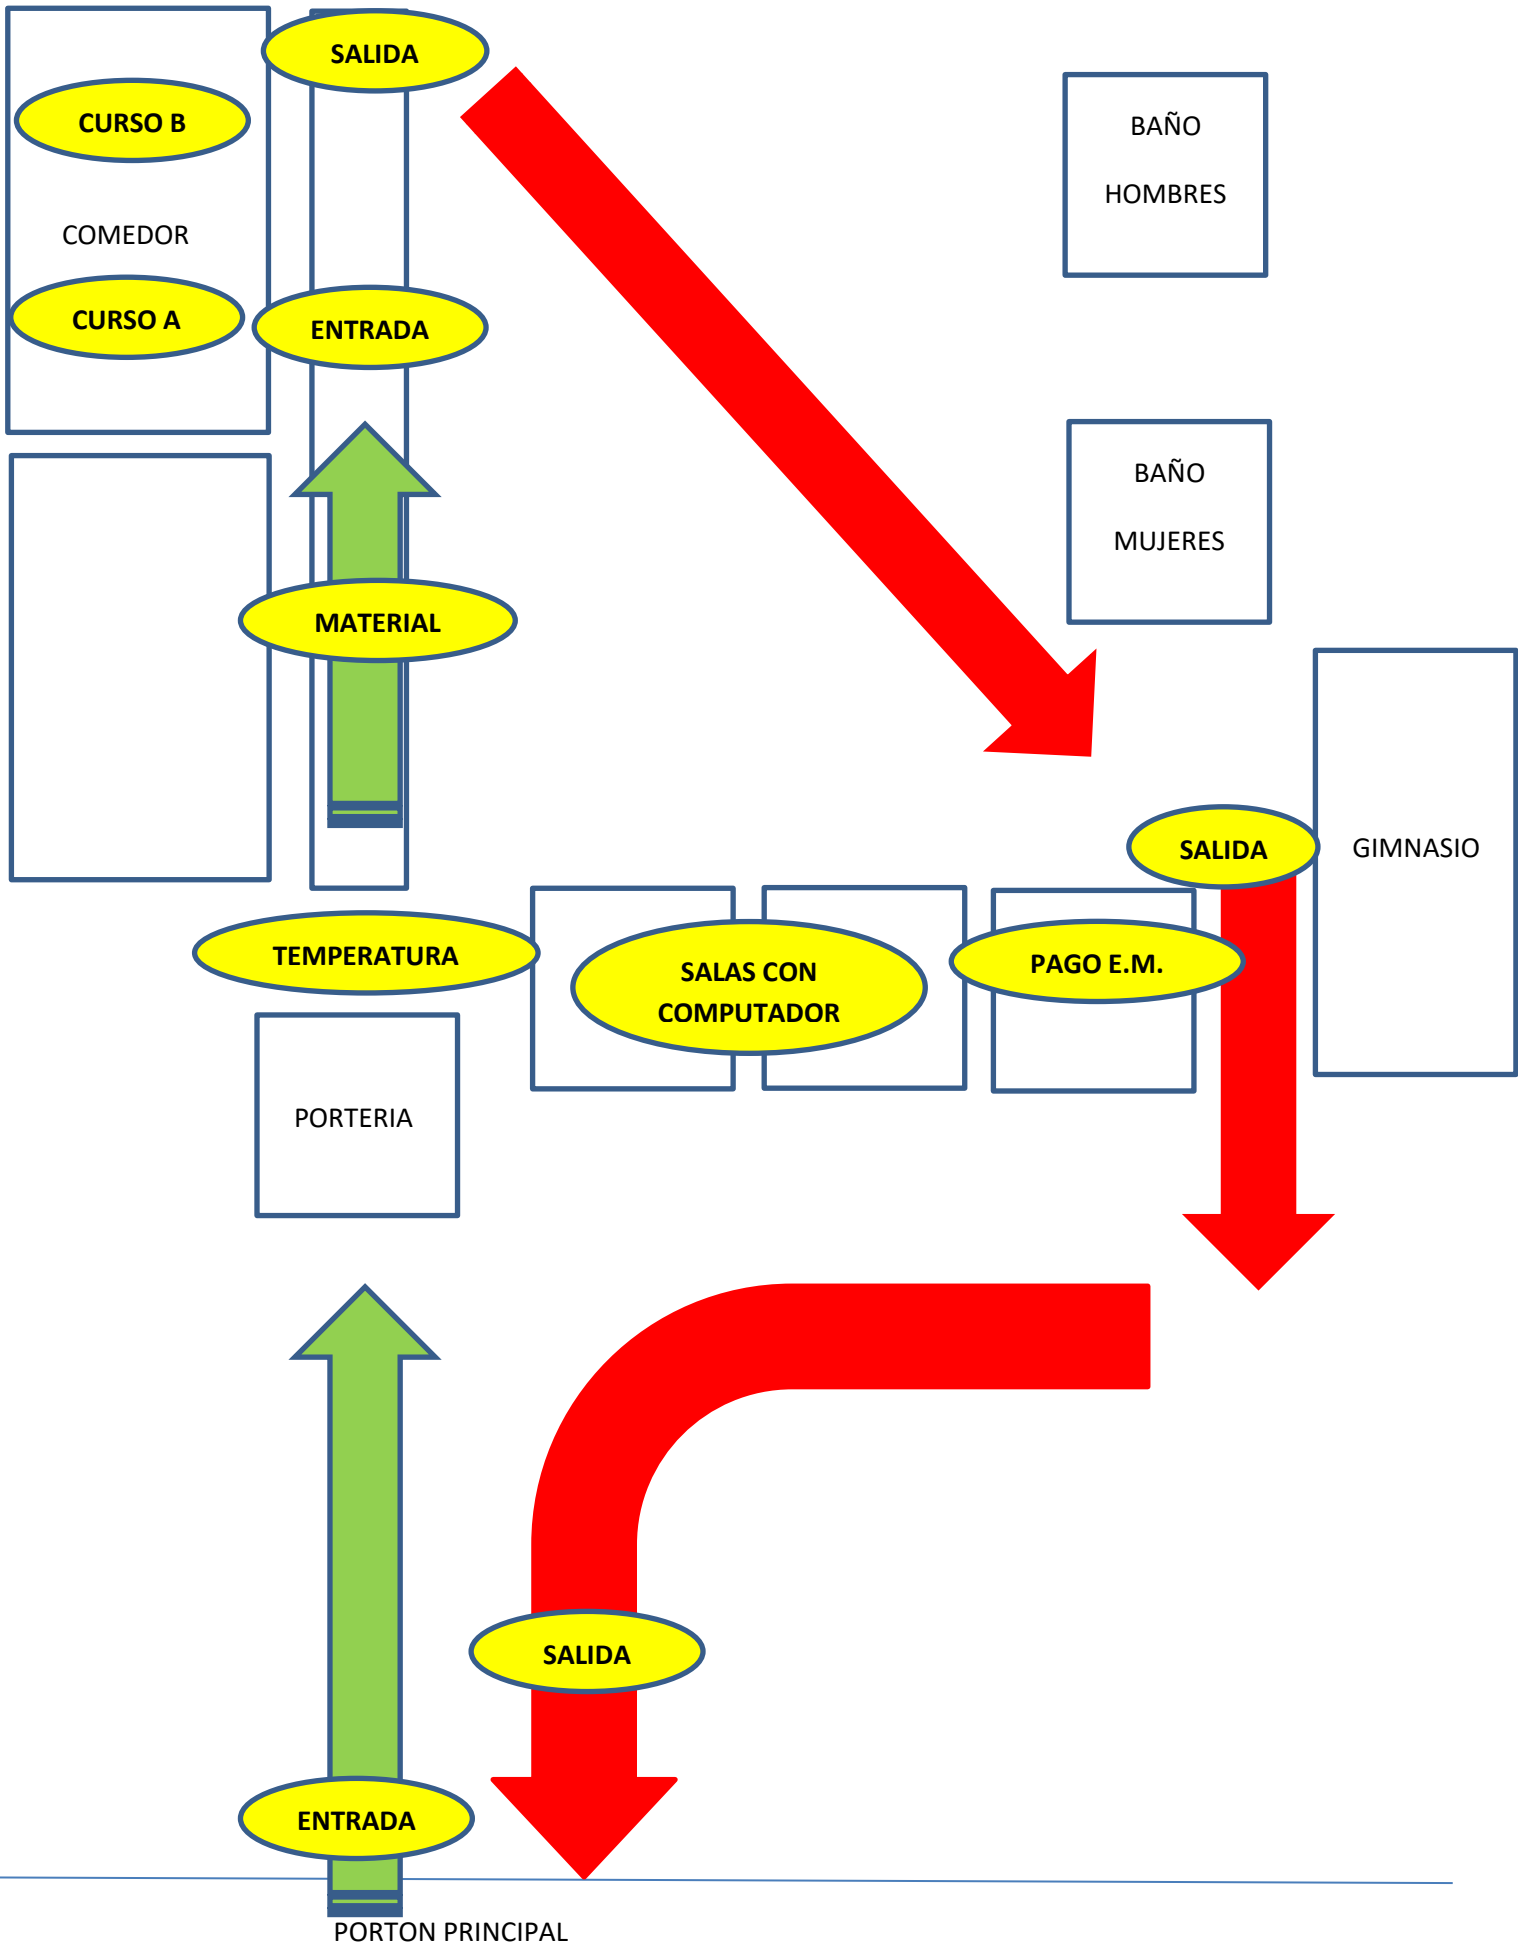 SALIDA
CURSO B
BAÑO
HOMBRES
COMEDOR
CURSO A
ENTRADA
BAÑO
MUJERES
MATERIAL
SALIDA
GIMNASIO
TEMPERATURA
SALAS CON
COMPUTADOR
PAGO E.M.
PORTERIA
SALIDA
ENTRADA
PORTON PRINCIPAL